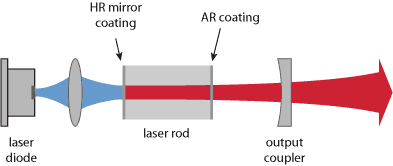 HR mirror
coating
AR coating
laser
diode
laser rod
output
coupler